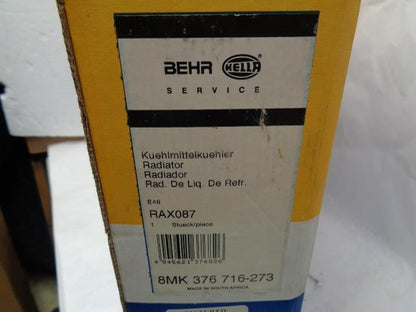 BEHR HELLA
SERVICE
Kuehlmittelkuehler
Radiator
Radiador
Rad. De Liq. De Refr.
E46
RAX087
1 Stueck/piece
8MK 376 716-273
MADE IN SOUTH AFRICA